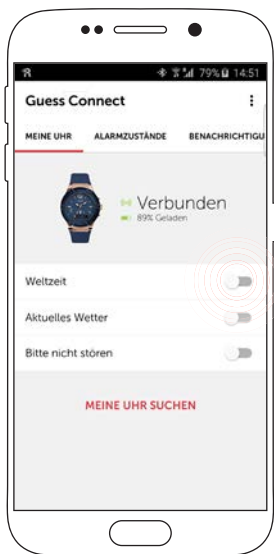 79% 14:51
Guess Connect
MEINE UHR ALARMZUSTÄNDE BENACHRICHTIGU
Verbunden
89% Geladen
Weltzeit
Aktuelles Wetter
Bitte nicht stören
MEINE UHR SUCHEN